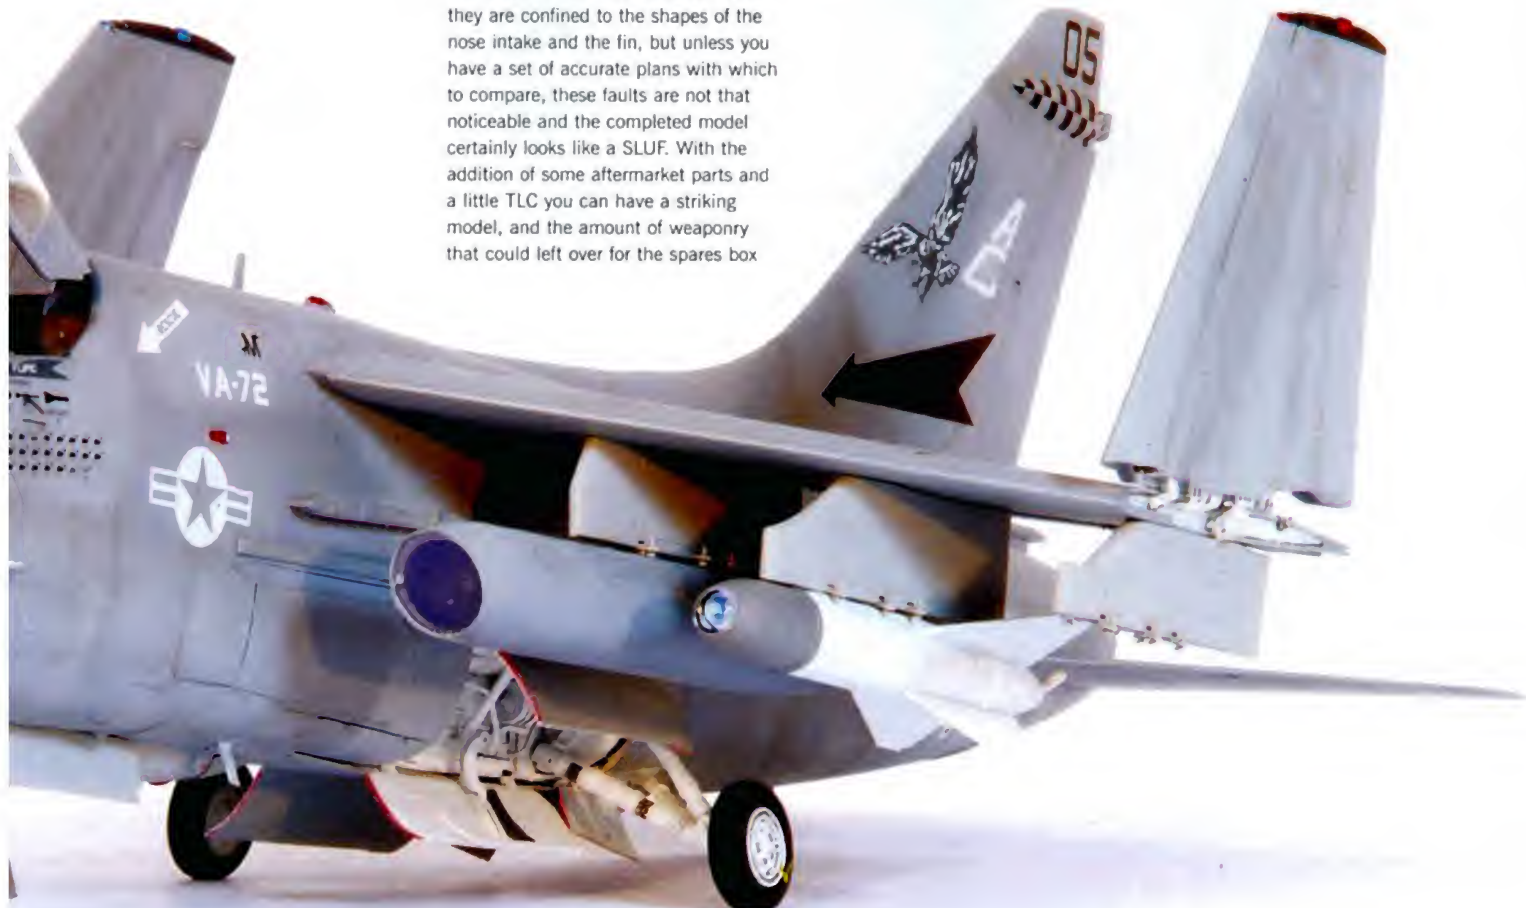 they are confined to the shapes of the
nose intake and the fin, but unless you
have a set of accurate plans with which
to compare, these faults are not that
noticeable and the completed model
certainly looks like a SLUF. With the
addition of some aftermarket parts and
a little TLC you can have a striking
model, and the amount of weaponry
that could left over for the spares box
05
AC
VA-72